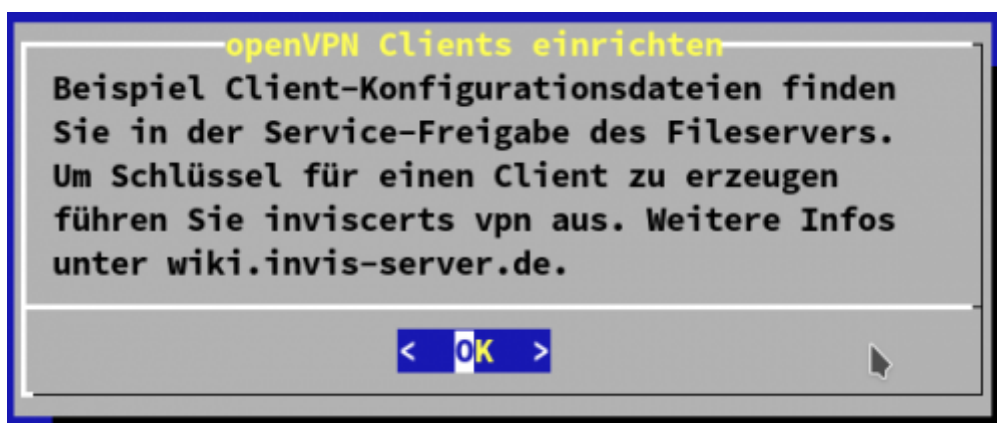 openVPN Clients einrichten
Beispiel Client-Konfigurationsdateien finden
Sie in der Service-Freigabe des Fileservers.
Um Schlüssel für einen Client zu erzeugen
führen Sie inviscerts vpn aus. Weitere Infos
unter wiki.invis-server.de.
< OK >